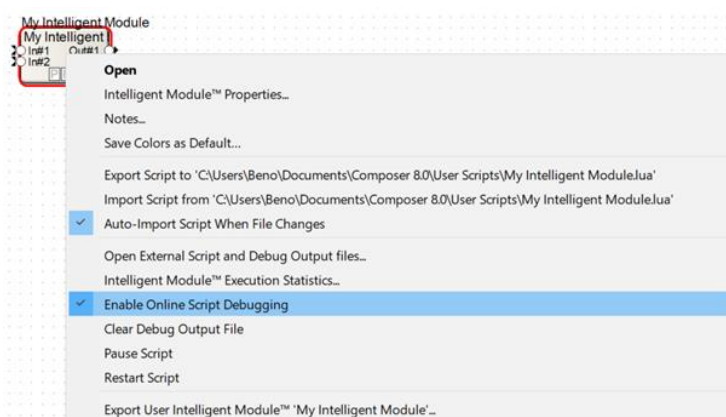 My Intelligent Module
My Intelligent
In#1 Out#1
In#2
Open
Intelligent Module™ Properties...
Notes...
Save Colors as Default...
Export Script to 'C:\Users\Beno\Documents\Composer 8.0\User Scripts\My Intelligent Module.lua'
Import Script from 'C:\Users\Beno\Documents\Composer 8.0\User Scripts\My Intelligent Module.lua'
Auto-Import Script When File Changes
Open External Script and Debug Output files...
Intelligent Module™ Execution Statistics...
Enable Online Script Debugging
Clear Debug Output File
Pause Script
Restart Script
Export User Intelligent Module™ 'My Intelligent Module'...